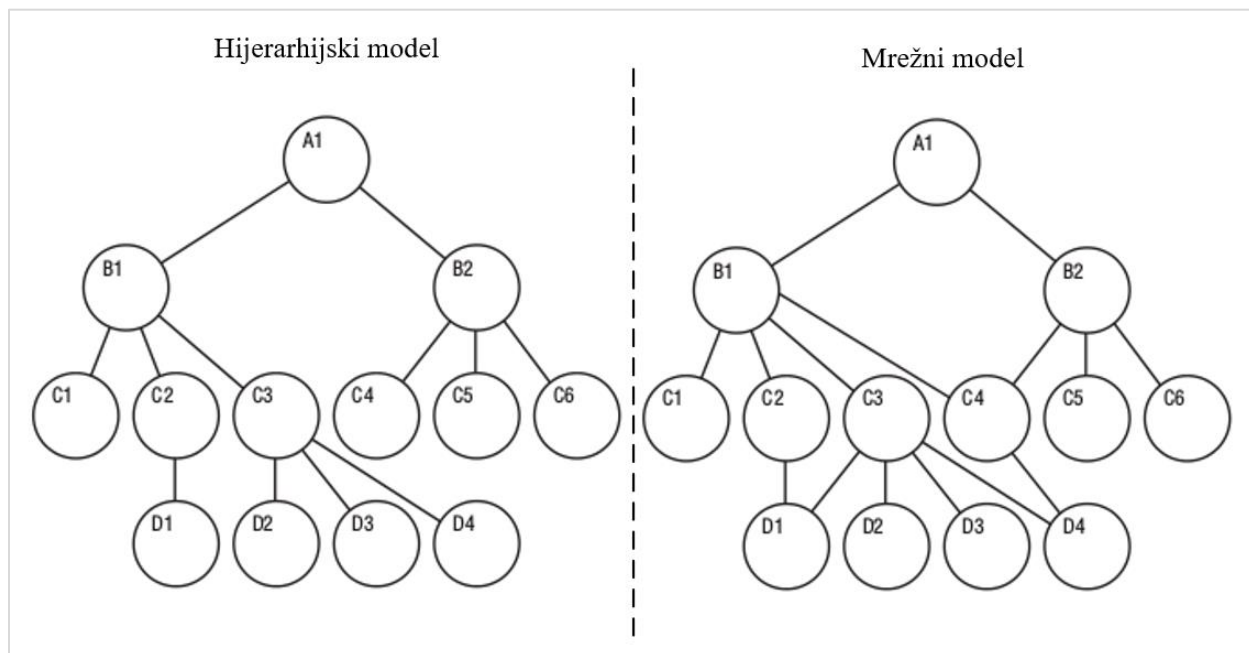 Hijerarhijski model
A1
B1
B2
C1
C2
C3
C4
C5
C6
D1
D2
D3
D4
Mrežni model
A1
B1
B2
C1
C2
C3
C4
C5
C6
D1
D2
D3
D4